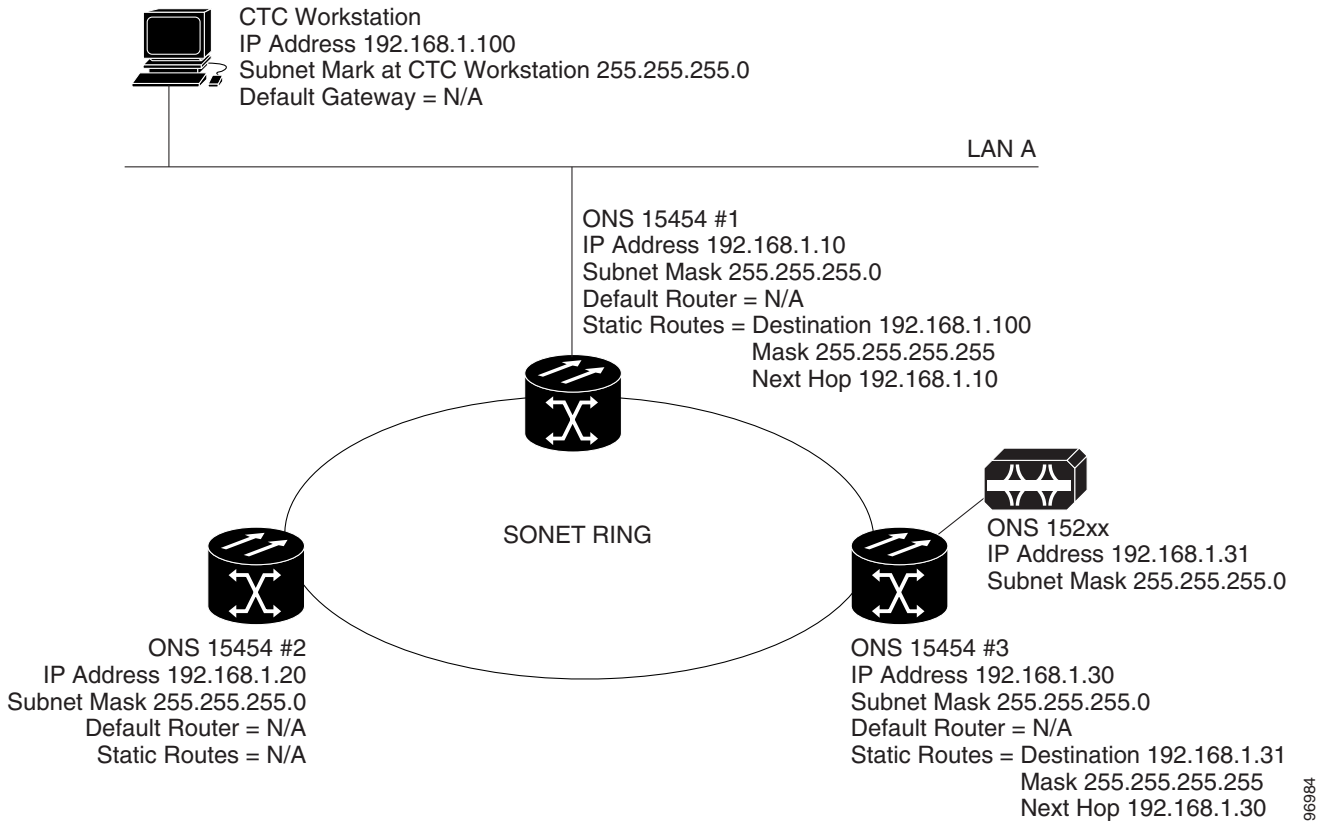 CTC Workstation
IP Address 192.168.1.100
Subnet Mark at CTC Workstation 255.255.255.0
Default Gateway = N/A
LAN A
ONS 15454 #1
IP Address 192.168.1.10
Subnet Mask 255.255.255.0
Default Router = N/A
Static Routes = Destination 192.168.1.100
Mask 255.255.255.255
Next Hop 192.168.1.10
SONET RING
ONS 152xx
IP Address 192.168.1.31
Subnet Mask 255.255.255.0
ONS 15454 #2
IP Address 192.168.1.20
Subnet Mask 255.255.255.0
Default Router = N/A
Static Routes = N/A
ONS 15454 #3
IP Address 192.168.1.30
Subnet Mask 255.255.255.0
Default Router = N/A
Static Routes = Destination 192.168.1.31
Mask 255.255.255.255
Next Hop 192.168.1.30
96984